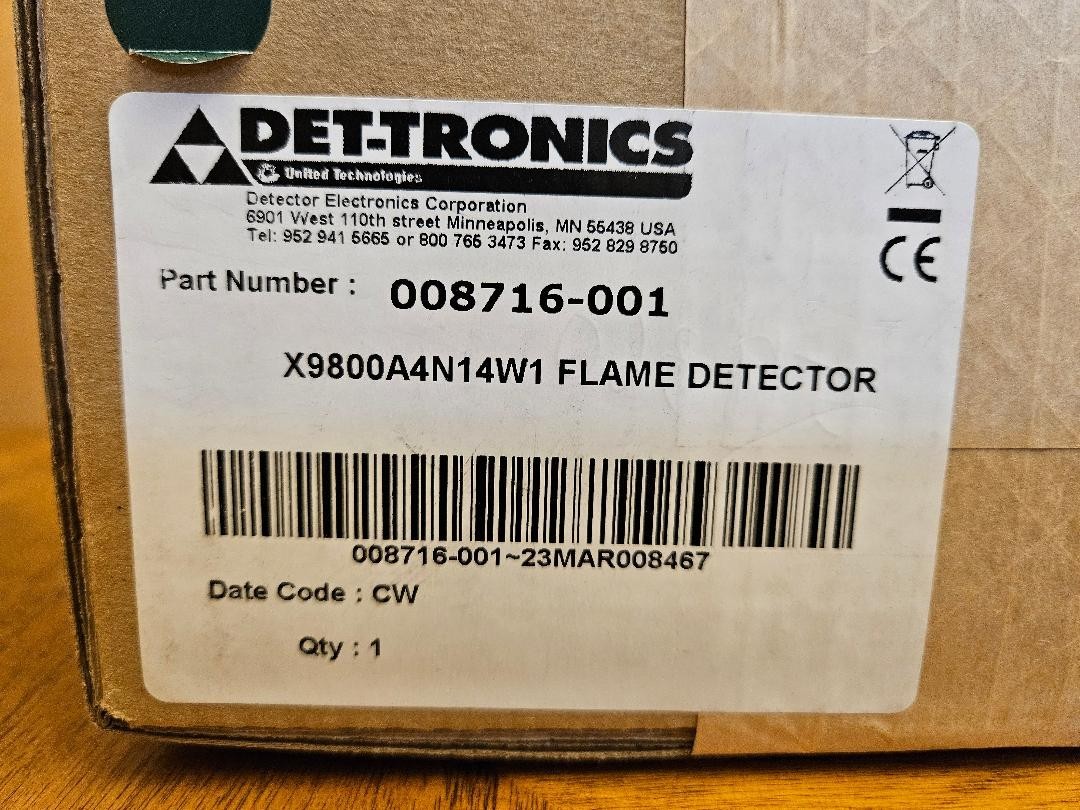 DET-TRONICS
United Technologies
Detector Electronics Corporation
6901 West 110th street Minneapolis, MN 55438 USA
Tel: 952 941 5665 or 800 765 3473 Fax: 952 829 8750
Part Number : 008716-001
X9800A4N14W1 FLAME DETECTOR
008716-001~23MAR008467
Date Code : CW
Qty : 1
CE